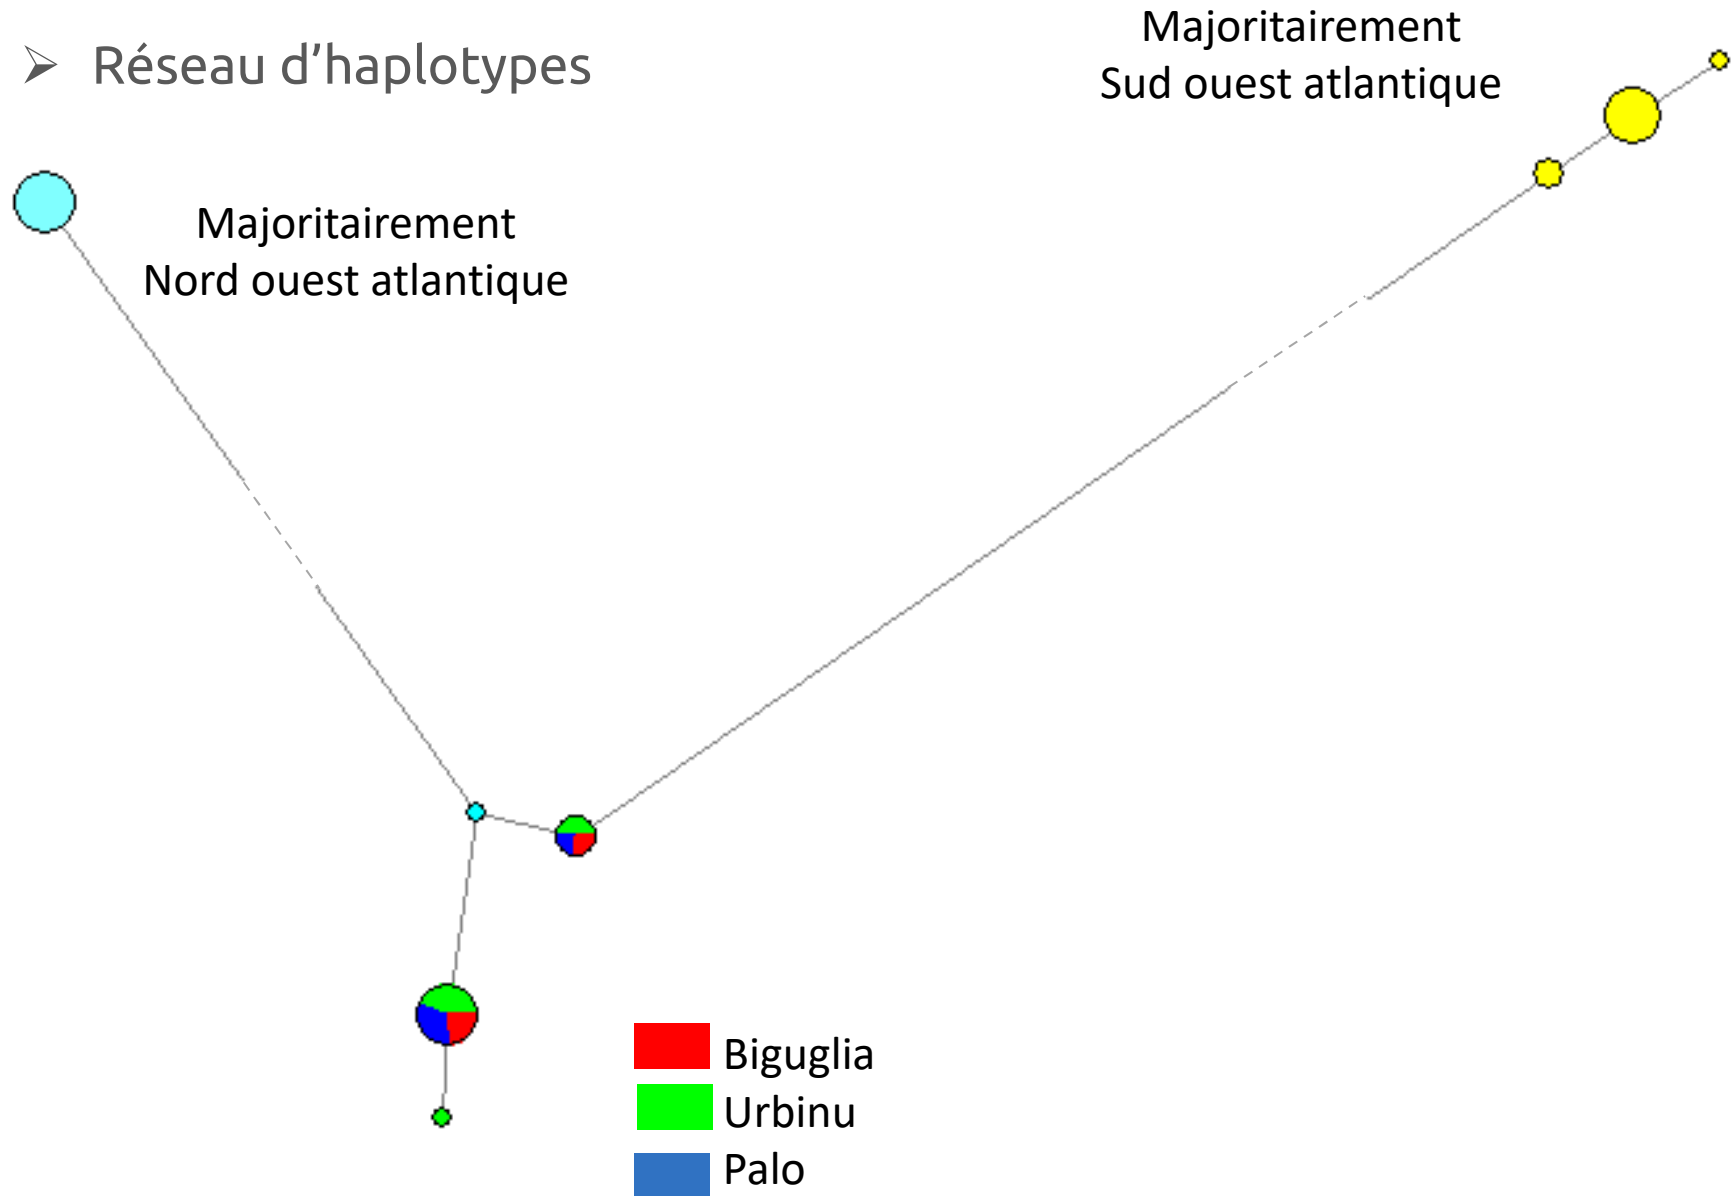 ➢ Réseau d’haplotypes
Majoritairement
Sud ouest atlantique
Majoritairement
Nord ouest atlantique
Biguglia
Urbinu
Palo